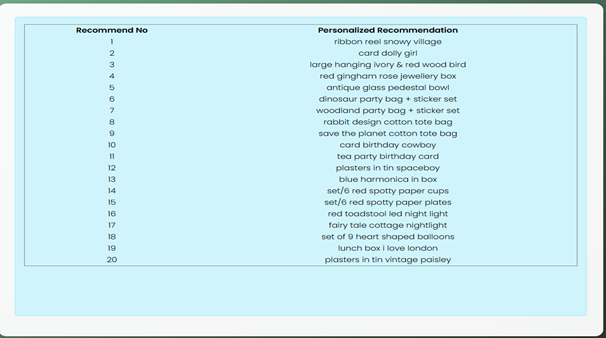 Recommend No Personalized Recommendation
1 ribbon reel snowy village
2 card dolly girl
3 large hanging ivory & red wood bird
4 red gingham rose jewellery box
5 antique glass pedestal bowl
6 dinosaur party bag + sticker set
7 woodland party bag + sticker set
8 rabbit design cotton tote bag
9 save the planet cotton tote bag
10 card birthday cowboy
11 tea party birthday card
12 plasters in tin spaceboy
13 blue harmonica in box
14 set/6 red spotty paper cups
15 set/6 red spotty paper plates
16 red toadstool led night light
17 fairy tale cottage nightlight
18 set of 9 heart shaped balloons
19 lunch box i love london
20 plasters in tin vintage paisley